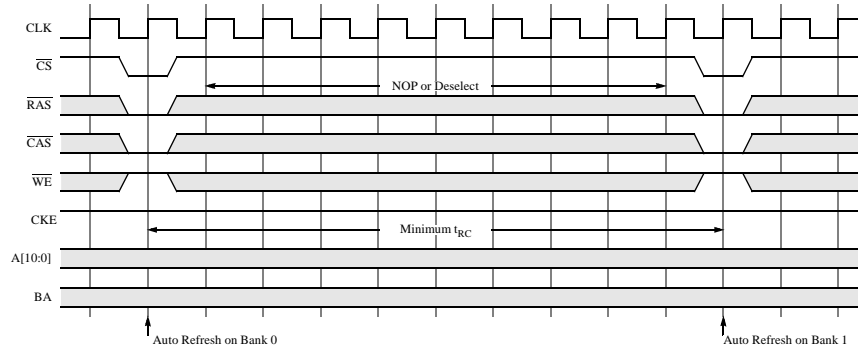 CLK
CS
NOP or Deselect
RAS
CAS
WE
CKE
Minimum tRC
A[10:0]
BA
Auto Refresh on Bank 0
Auto Refresh on Bank 1